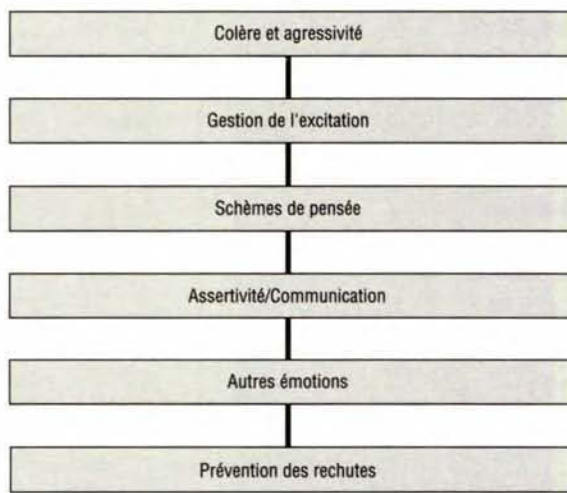 Colère et agressivité
Gestion de l'excitation
Schèmes de pensée
Assertivité/Communication
Autres émotions
Prévention des rechutes